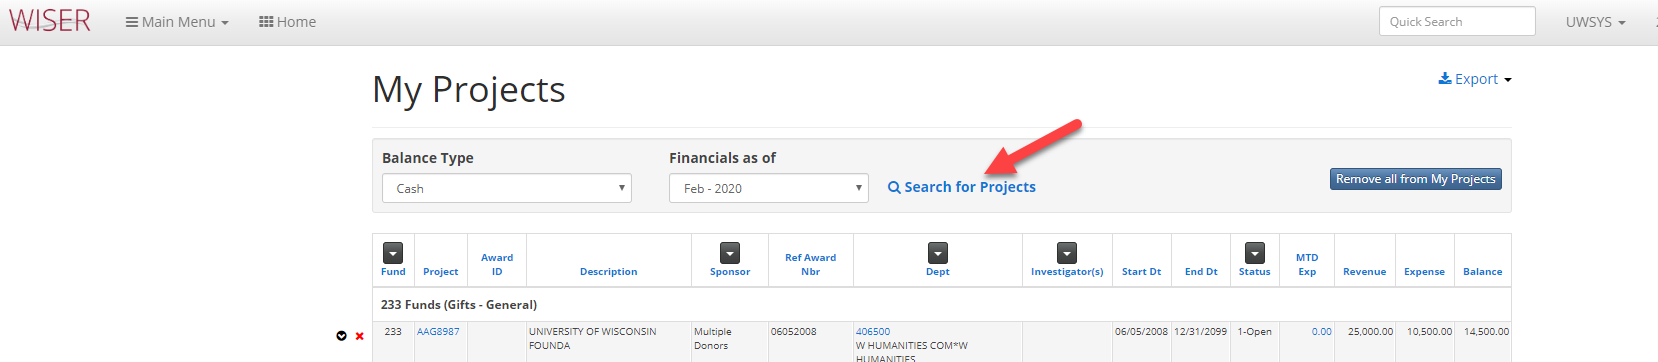 WISER Main Menu Home Quick Search UWSYS
My Projects Export
Balance Type Financials as of
Cash Feb - 2020 Search for Projects Remove all from My Projects
Fund Project Award ID Description Sponsor Ref Award Nbr Dept Investigator(s) Start Dt End Dt Status MTD Exp Revenue Expense Balance
233 Funds (Gifts - General)
233 AAG8987 UNIVERSITY OF WISCONSIN Multiple 06052008 406500 06/05/2008 12/31/2099 1-Open 0.00 25,000.00 10,500.00 14,500.00
FOUNDA Donors W HUMANITIES COM*W
HUMANITIES